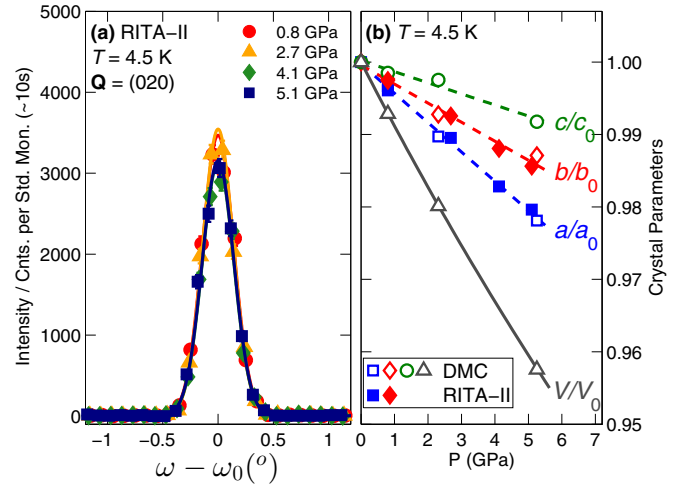 (a) RITA-II
T = 4.5 K
Q = (020)
0.8 GPa
2.7 GPa
4.1 GPa
5.1 GPa
Intensity / Cnts. per Std. Mon. (~10s)
5000
4000
3000
2000
1000
0
-1 -0.5 0 0.5 1
ω − ω0(o)
(b) T = 4.5 K
c/c0
b/b0
a/a0
V/V0
DMC
RITA-II
1.00
0.99
0.98
0.97
0.96
0.95
Crystal Parameters
0 1 2 3 4 5 6 7
P (GPa)